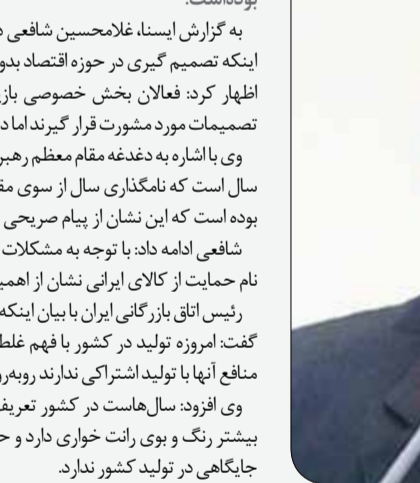 بوده‌است.
به گزارش ایسنا، غلامحسین شافعی د
اینکه تصمیم گیری در حوزه اقتصاد بدو
اظهار کرد: فعالان بخش خصوصی باز
تصمیمات مورد مشورت قرار گیرند اما د
وی با اشاره به دغدغه مقام معظم رهبر
سال است که نامگذاری سال از سوی مق
بوده است که این نشان از پیام صریحی
شافعی ادامه داد: با توجه به مشکلات
نام حمایت از کالای ایرانی نشان از اهمی
رئیس اتاق بازرگانی ایران با بیان اینکه
گفت: امروزه تولید در کشور با فهم غلط
منافع آنها با تولید اشتراکی ندارند روبه‌رو
وی افزود: سال‌هاست در کشور تعریف
بیشتر رنگ و بوی رانت خواری دارد و ح
جایگاهی در تولید کشور ندارد.